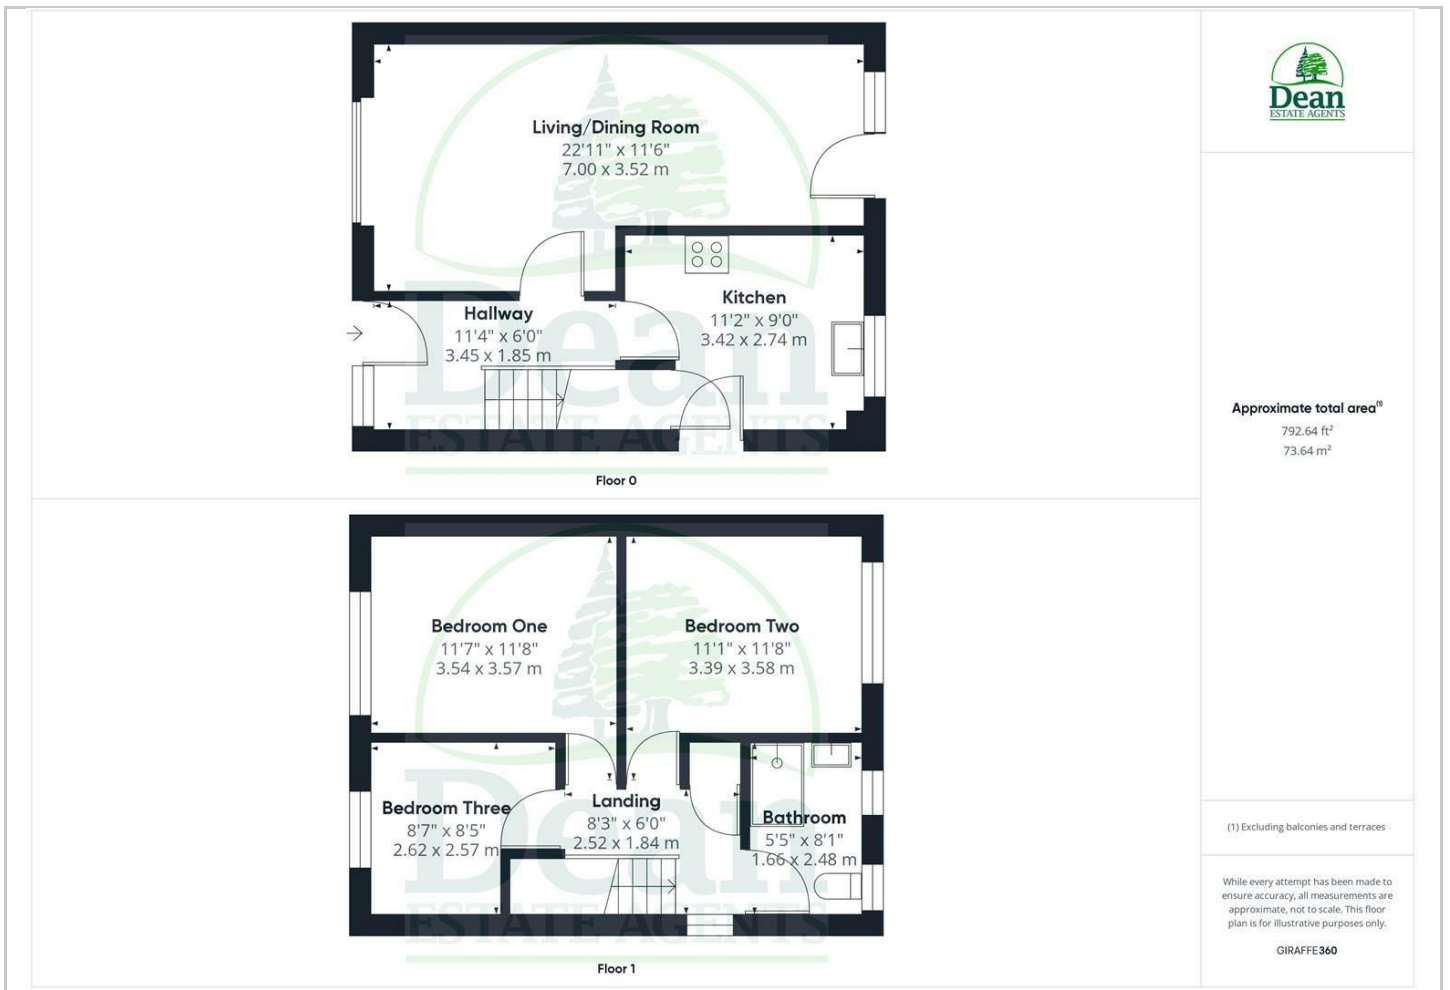 Living/Dining Room
22'11" x 11'6"
7.00 x 3.52 m
Kitchen
11'2" x 9'0"
3.42 x 2.74 m
Hallway
11'4" x 6'0"
3.45 x 1.85 m
Dean
ESTATE AGENTS
Floor 0
Bedroom One
11'7" x 11'8"
3.54 x 3.57 m
Bedroom Two
11'1" x 11'8"
3.39 x 3.58 m
Bedroom Three
8'7" x 8'5"
2.62 x 2.57 m
Landing
8'3" x 6'0"
2.52 x 1.84 m
Bathroom
5'5" x 8'1"
1.66 x 2.48 m
Dean
ESTATE AGENTS
Floor 1
Dean
ESTATE AGENTS
Approximate total area⁽¹⁾
792.64 ft²
73.64 m²
(1) Excluding balconies and terraces
While every attempt has been made to
ensure accuracy, all measurements are
approximate, not to scale. This floor
plan is for illustrative purposes only.
GIRAFFE360